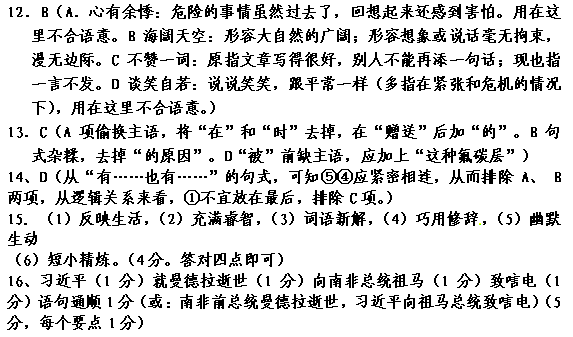 12．B（A．心有余悸：危险的事情虽然过去了，回想起来还感到害怕。用在这
里不合语意。B 海阔天空：形容大自然的广阔；形容想象或说话毫无拘束，
漫无边际。C 不赞一词：原指文章写得很好，别人不能再添一句话；现也指
一言不发。D 谈笑自若：说说笑笑，跟平常一样（多指在紧张和危机的情况
下），用在这里不合语意。）
13．C（A 项偷换主语，将“在”和“时”去掉，在“赠送”后加“的”。B 句
式杂糅，去掉“的原因”。D“被”前缺主语，应加上“这种氟碳层”）
14、D（从“有……也有……”的句式，可知⑤④应紧密相连，从而排除 A、 B
两项，从逻辑关系来看，①不宜放在最后，排除 C项。）
15. （1）反映生活，（2）充满睿智，（3）词语新解，（4）巧用修辞，（5）幽默
生动
（6）短小精炼。（4分。答对四点即可）
16、习近平（1 分）就曼德拉逝世（1 分）向南非总统祖马（1 分）致唁电（1
分）语句通顺 1 分（或：南非前总统曼德拉逝世，习近平向祖马总统致唁电）（5
分，每个要点 1 分）